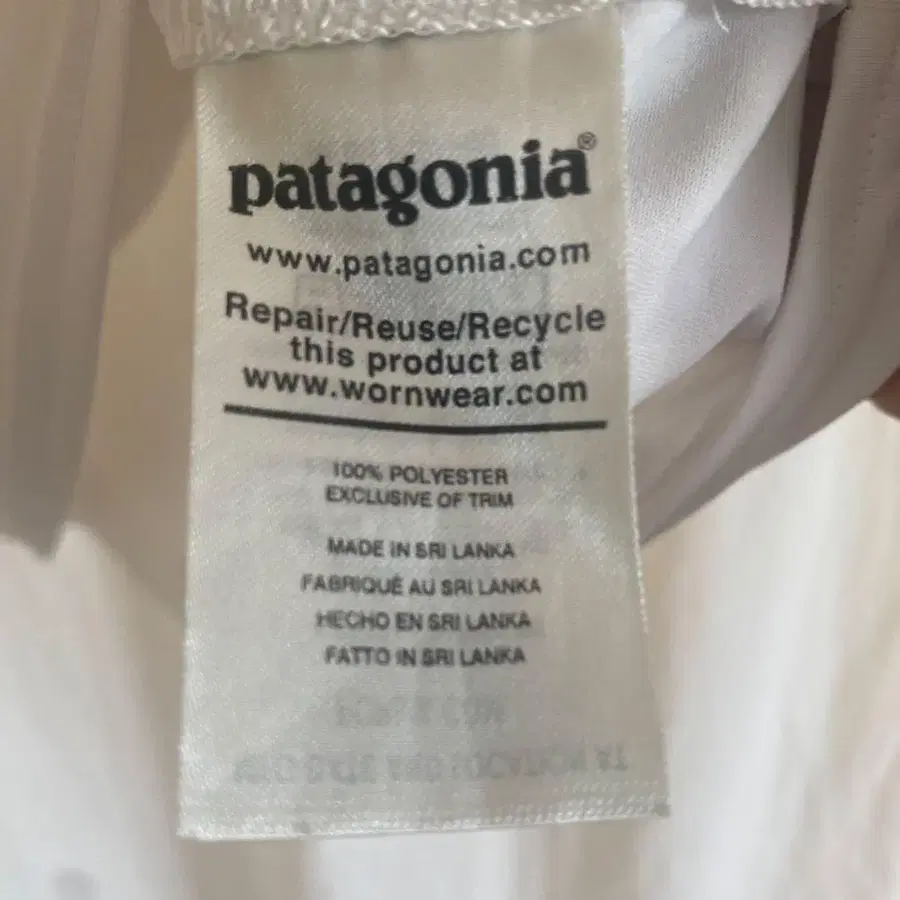 patagonia®
www.patagonia.com
Repair/Reuse/Recycle
this product at
www.wornwear.com
100% POLYESTER
EXCLUSIVE OF TRIM
MADE IN SRI LANKA
FABRIQUÉ AU SRI LANKA
HECHO EN SRI LANKA
FATTO IN SRI LANKA